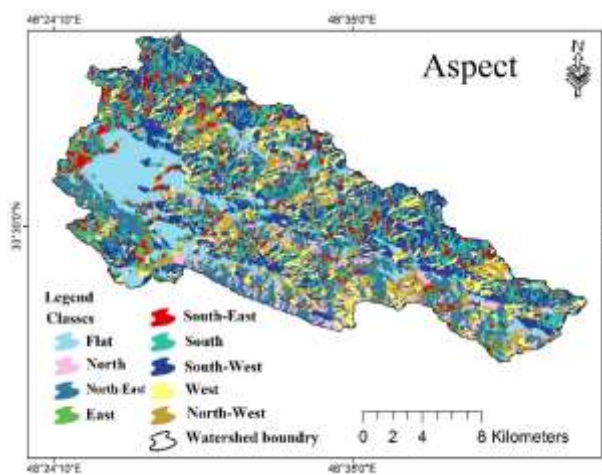 48°24'10"E 48°35'0"E
Aspect
N
33°30'0"N
Legend
Classes
Flat
North
North-East
East
South-East
South
South-West
West
North-West
Watershed boundry
0 2 4 8 Kilometers
48°24'10"E 48°35'0"E